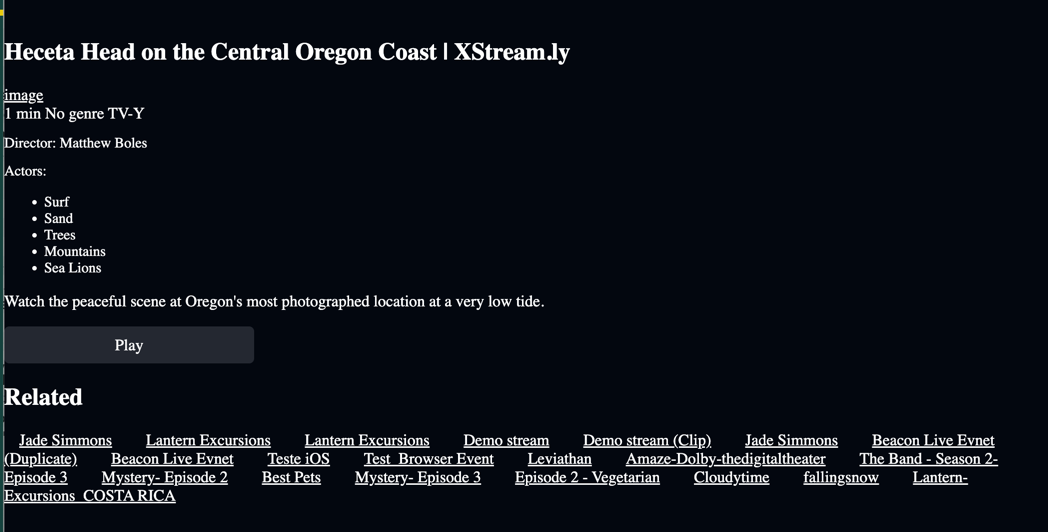 Heceta Head on the Central Oregon Coast | XStream.ly
image
1 min No genre TV-Y
Director: Matthew Boles
Actors:
• Surf
• Sand
• Trees
• Mountains
• Sea Lions
Watch the peaceful scene at Oregon's most photographed location at a very low tide.
Play
Related
Jade Simmons Lantern Excursions Lantern Excursions Demo stream Demo stream (Clip) Jade Simmons Beacon Live Evnet
(Duplicate) Beacon Live Evnet Teste iOS Test_Browser Event Leviathan Amaze-Dolby-thedigitaltheater The Band - Season 2-
Episode 3 Mystery- Episode 2 Best Pets Mystery- Episode 3 Episode 2 - Vegetarian Cloudytime fallingsnow Lantern-
Excursions_COSTA RICA